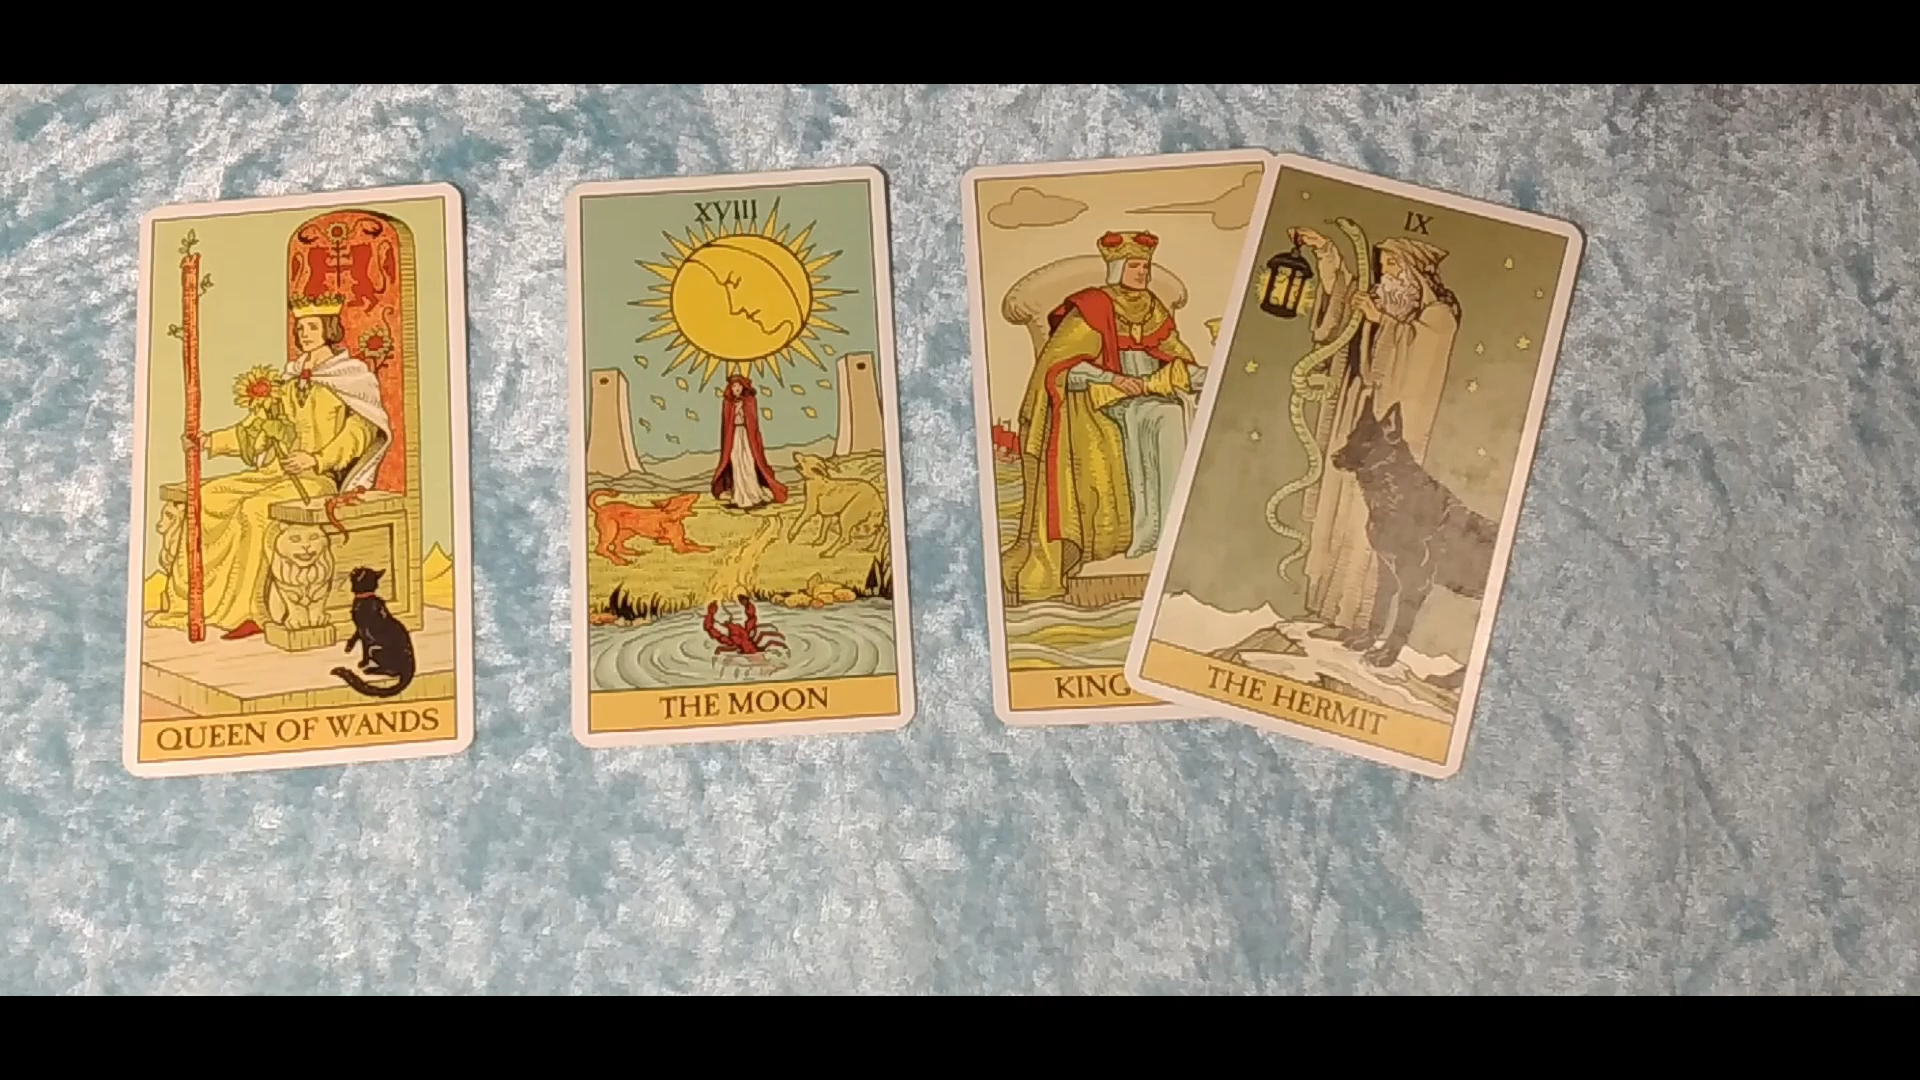 QUEEN OF WANDS
XVIII
THE MOON
KING
IX
THE HERMIT